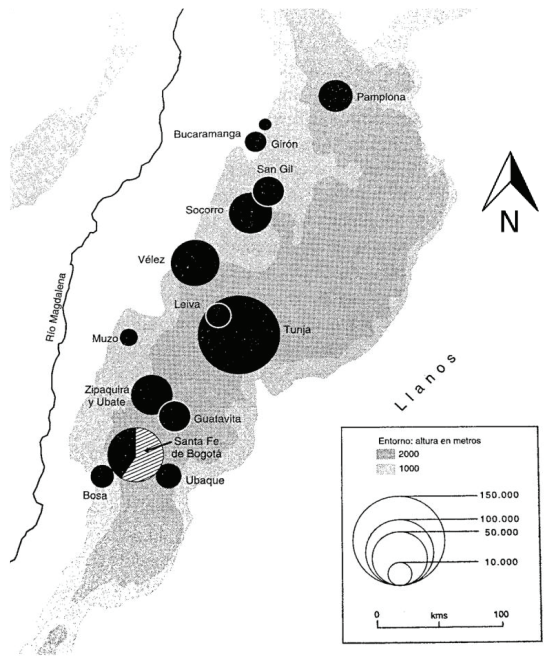 Pamplona
Bucaramanga
Girón
San Gil
Socorro
Vélez
Río Magdalena
Leiva
Tunja
Muzo
Llanos
Zipaquirá
y Ubate
Guatavita
Santa Fe
de Bogotá
Ubaque
Bosa
N
Entorno: altura en metros
2000
1000
150.000
100.000
50.000
10.000
0 kms 100